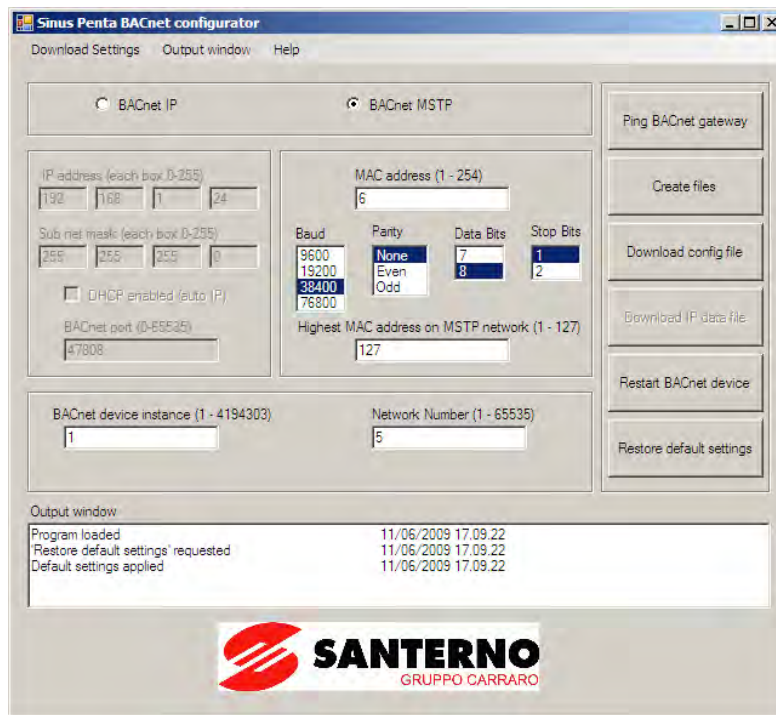 Sinus Penta BACnet configurator
Download Settings Output window Help
BACnet IP
BACnet MSTP
IP address (each box 0-255)
192 168 1 24
Sub net mask (each box 0-255)
255 255 255 0
DHCP enabled (auto IP)
BACnet port (0-65535)
47808
MAC address (1 - 254)
6
Baud Parity Data Bits Stop Bits
9600 None 7 1
19200 Even 8 2
38400 Odd
76800
Highest MAC address on MSTP network (1 - 127)
127
BACnet device instance (1 - 4194303)
1
Network Number (1 - 65535)
5
Ping BACnet gateway
Create files
Download config file
Download IP data file
Restart BACnet device
Restore default settings
Output window
Program loaded 11/06/2009 17.09.22
'Restore default settings' requested 11/06/2009 17.09.22
Default settings applied 11/06/2009 17.09.22
SANTERNO
GRUPPO CARRARO